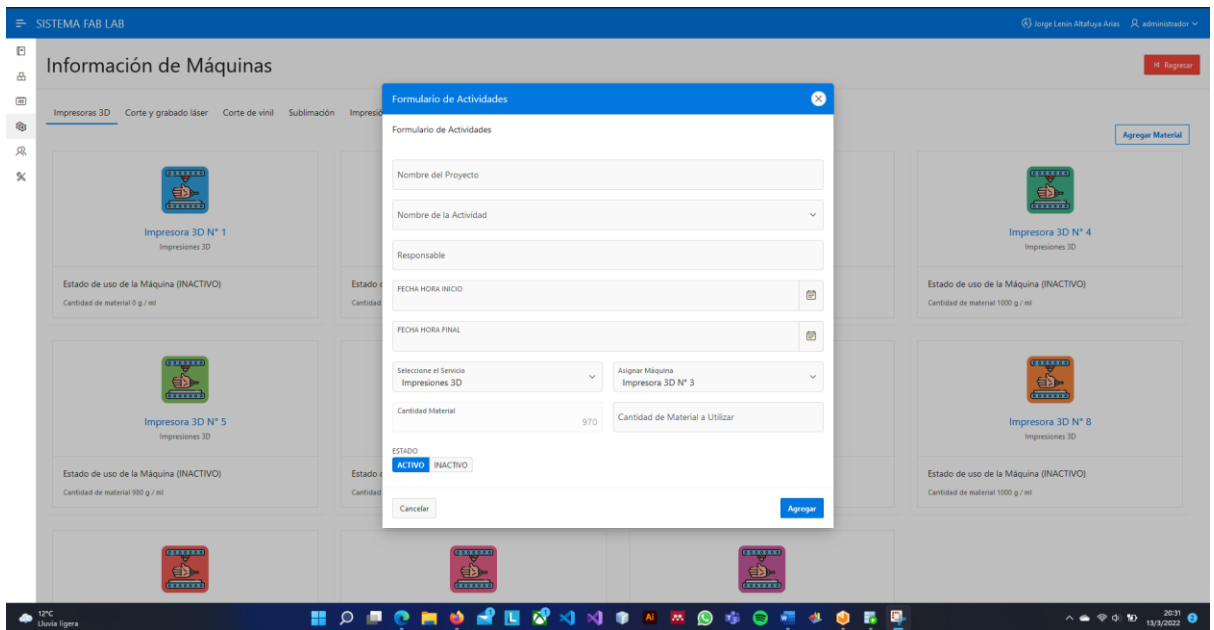 SISTEMA FAB LAB
Jorge Lenin Altafuya Arias administrador
Información de Máquinas
Regresar
Impresoras 3D Corte y grabado láser Corte de vinil Sublimación Impresió
Agregar Material
Formulario de Actividades
Formulario de Actividades
Nombre del Proyecto
Nombre de la Actividad
Responsable
FECHA HORA INICIO
FECHA HORA FINAL
Seleccione el Servicio
Impresiones 3D
Asignar Máquina
Impresora 3D N° 3
Cantidad Material
970
Cantidad de Material a Utilizar
ESTADO
ACTIVO INACTIVO
Cancelar
Agregar
Impresora 3D N° 1
Impresiones 3D
Estado de uso de la Máquina (INACTIVO)
Cantidad de material 0 g / ml
Estado
Cantidad
Impresora 3D N° 4
Impresiones 3D
Estado de uso de la Máquina (INACTIVO)
Cantidad de material 1000 g / ml
Impresora 3D N° 5
Impresiones 3D
Estado de uso de la Máquina (INACTIVO)
Cantidad de material 980 g / ml
Estado
Cantidad
Impresora 3D N° 8
Impresiones 3D
Estado de uso de la Máquina (INACTIVO)
Cantidad de material 1000 g / ml
12°C
Lluvia ligera
20:31
13/3/2022